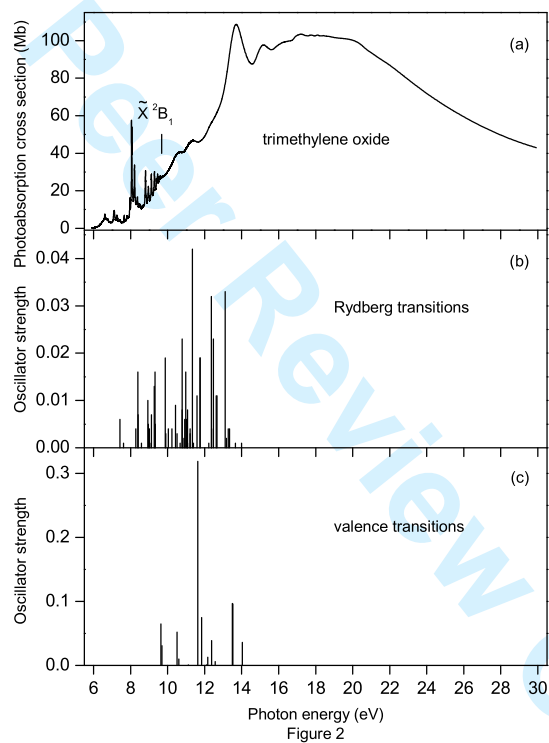 Photoabsorption cross section (Mb)
100
80
60
40
20
0
(a)
X̃ ²B₁
trimethylene oxide
Oscillator strength
0.04
0.03
0.02
0.01
0.00
(b)
Rydberg transitions
Oscillator strength
0.3
0.2
0.1
0.0
(c)
valence transitions
6 8 10 12 14 16 18 20 22 24 26 28 30
Photon energy (eV)
Figure 2
Peer Review O